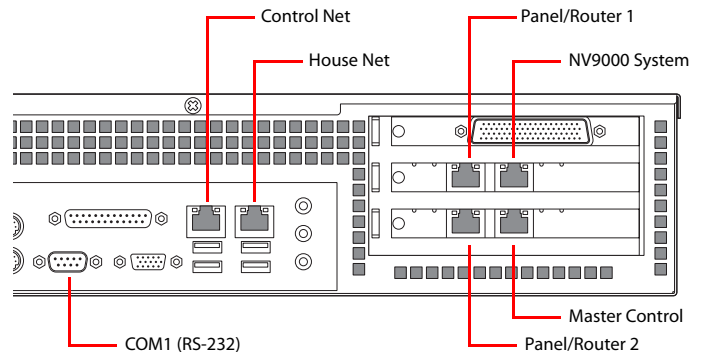 Control Net
Panel/Router 1
House Net
NV9000 System
Master Control
COM1 (RS-232)
Panel/Router 2